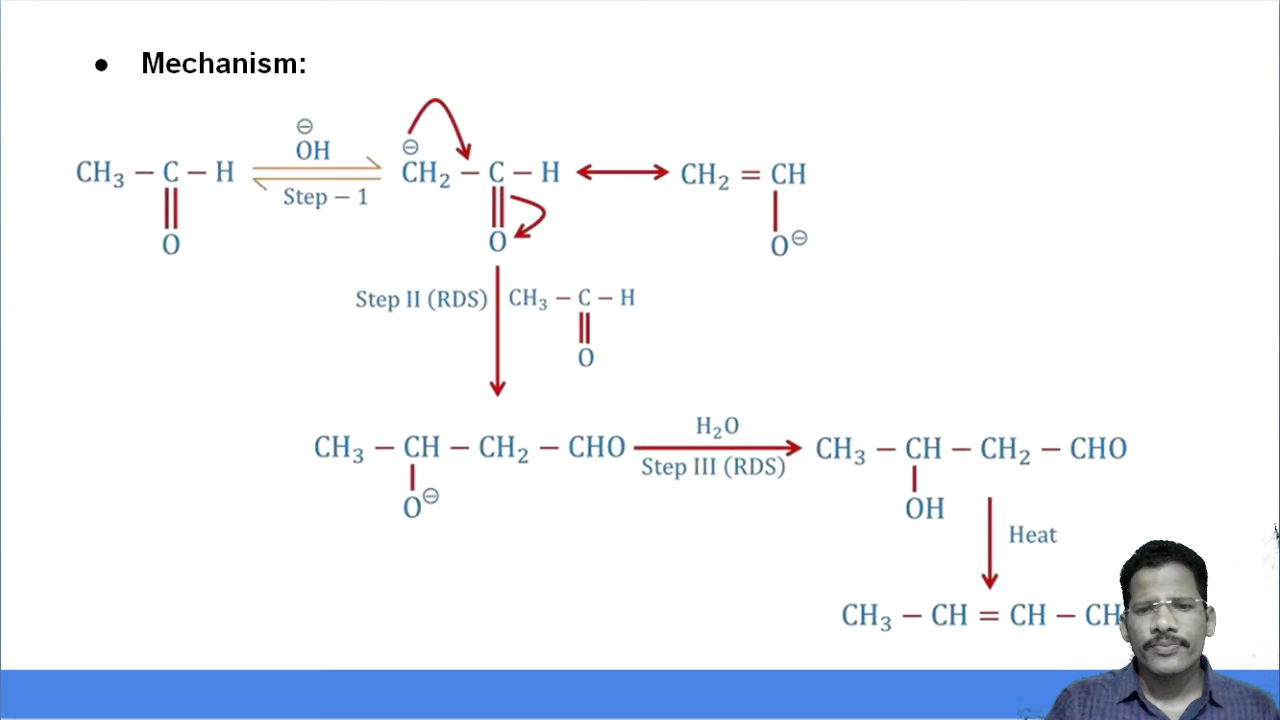 ● Mechanism:
⊖
OH
CH₃ – C – H
||
O
Step – 1
⊖
CH₂ – C – H
||
O
CH₂ = CH
|
O⊖
Step II (RDS)
CH₃ – C – H
||
O
CH₃ – CH – CH₂ – CHO
|
O⊖
H₂O
Step III (RDS)
CH₃ – CH – CH₂ – CHO
|
OH
Heat
CH₃ – CH = CH – CH